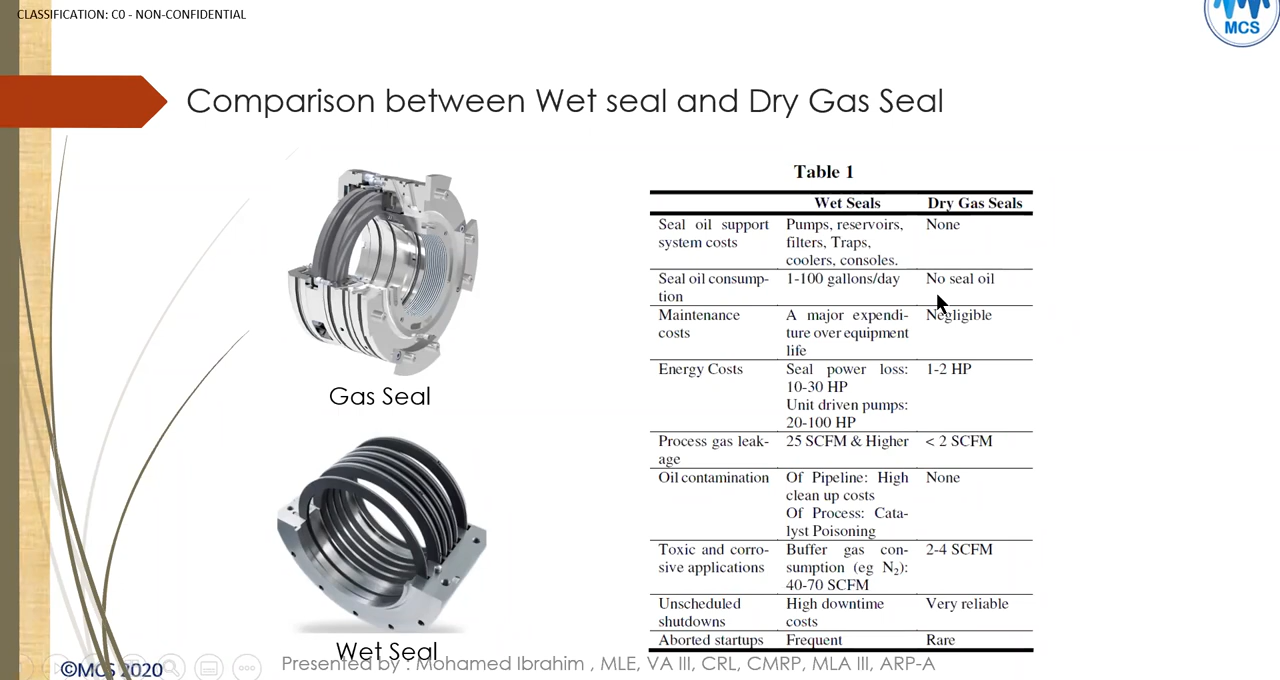 CLASSIFICATION: C0 - NON-CONFIDENTIAL
MCS
Comparison between Wet seal and Dry Gas Seal
Gas Seal
Wet Seal
Table 1
Wet Seals Dry Gas Seals
Seal oil support Pumps, reservoirs, None
system costs filters, Traps,
coolers, consoles.
Seal oil consump- 1-100 gallons/day No seal oil
tion
Maintenance A major expendi- Negligible
costs ture over equipment
life
Energy Costs Seal power loss: 1-2 HP
10-30 HP
Unit driven pumps:
20-100 HP
Process gas leak- 25 SCFM & Higher < 2 SCFM
age
Oil contamination Of Pipeline: High None
clean up costs
Of Process: Cata-
lyst Poisoning
Toxic and corro- Buffer gas con- 2-4 SCFM
sive applications sumption (eg N₂):
40-70 SCFM
Unscheduled High downtime Very reliable
shutdowns costs
Aborted startups Frequent Rare
©MCS 2020
Presented by : Mohamed Ibrahim , MLE, VA III, CRL, CMRP, MLA III, ARP-A